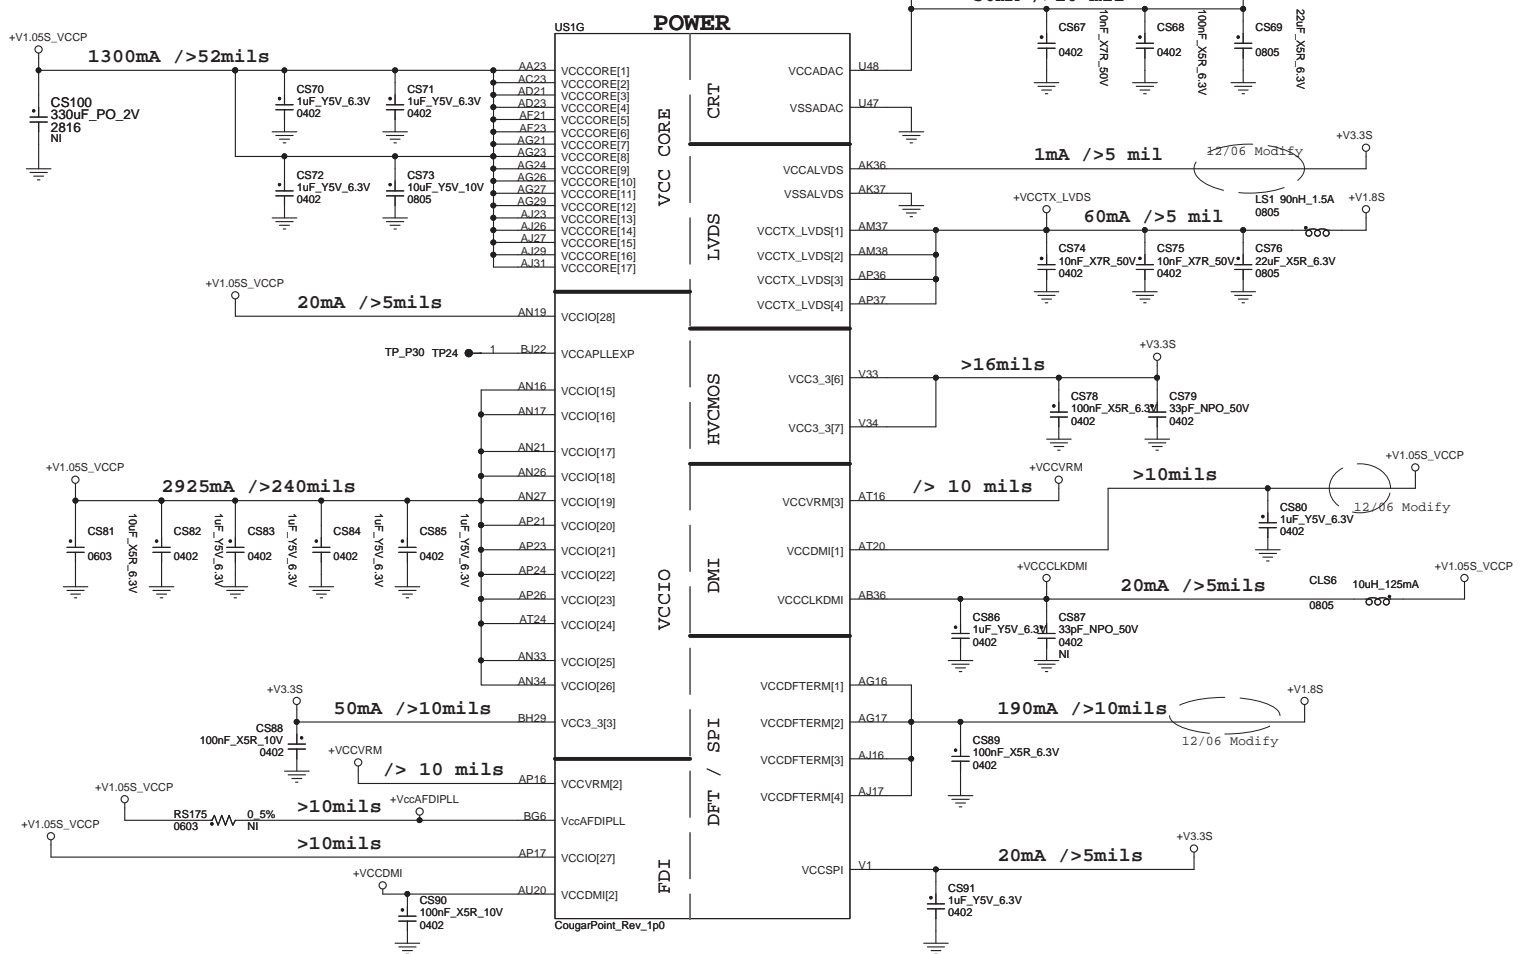 POWER
US1G
+V1.05S_VCCP
1300mA />52mils
CS100
330uF_PO_2V
2816
NI
CS70
1uF_Y5V_6.3V
0402
CS71
1uF_Y5V_6.3V
0402
CS72
1uF_Y5V_6.3V
0402
CS73
10uF_Y5V_10V
0805
AA23 VCCCORE[1]
AC23 VCCCORE[2]
AD21 VCCCORE[3]
AD23 VCCCORE[4]
AF21 VCCCORE[5]
AF23 VCCCORE[6]
AG21 VCCCORE[7]
AG23 VCCCORE[8]
AG24 VCCCORE[9]
AG26 VCCCORE[10]
AG27 VCCCORE[11]
AG29 VCCCORE[12]
AJ23 VCCCORE[13]
AJ26 VCCCORE[14]
AJ27 VCCCORE[15]
AJ29 VCCCORE[16]
AJ31 VCCCORE[17]
VCC CORE
+V1.05S_VCCP
20mA />5mils
AN19 VCCIO[28]
TP_P30 TP24 1 BJ22 VCCAPLLEXP
AN16 VCCIO[15]
AN17 VCCIO[16]
AN21 VCCIO[17]
AN26 VCCIO[18]
AN27 VCCIO[19]
AP21 VCCIO[20]
AP23 VCCIO[21]
AP24 VCCIO[22]
AP26 VCCIO[23]
AT24 VCCIO[24]
AN33 VCCIO[25]
AN34 VCCIO[26]
VCCIO
+V1.05S_VCCP
2925mA />240mils
CS81
0603
10uF_X5R_6.3V
CS82
0402
1uF_Y5V_6.3V
CS83
0402
1uF_Y5V_6.3V
CS84
0402
1uF_Y5V_6.3V
CS85
0402
1uF_Y5V_6.3V
+V3.3S
50mA />10mils
BH29 VCC3_3[3]
CS88
100nF_X5R_10V
0402
+VCCVRM
/> 10 mils
AP16 VCCVRM[2]
+V1.05S_VCCP
RS175
0603
0_5%
NI
>10mils
+VccAFDIPLL
BG6 VccAFDIPLL
+V1.05S_VCCP
>10mils
AP17 VCCIO[27]
+VCCDMI
AU20 VCCDMI[2]
CS90
100nF_X5R_10V
0402
FDI
CougarPoint_Rev_1p0
CS67
0402
10nF_X7R_50V
CS68
0402
100nF_X5R_6.3V
CS69
0805
22uF_X5R_6.3V
CRT
VCCADAC U48
VSSADAC U47
LVDS
VCCALVDS AK36
1mA />5 mil
12/06 Modify
+V3.3S
VSSALVDS AK37
+VCCTX_LVDS
60mA />5 mil
LS1 90nH_1.5A
0805
+V1.8S
VCCTX_LVDS[1] AM37
VCCTX_LVDS[2] AM38
VCCTX_LVDS[3] AP36
VCCTX_LVDS[4] AP37
CS74
10nF_X7R_50V
0402
CS75
10nF_X7R_50V
0402
CS76
22uF_X5R_6.3V
0805
HVCMOS
VCC3_3[6] V33
VCC3_3[7] V34
>16mils
+V3.3S
CS78
100nF_X5R_6.3V
0402
CS79
33pF_NPO_50V
0402
DMI
VCCVRM[3] AT16
/> 10 mils
+VCCVRM
VCCDMI[1] AT20
>10mils
+V1.05S_VCCP
12/06 Modify
CS80
1uF_Y5V_6.3V
0402
VCCCLKDMI AB36
+VCCCLKDMI
20mA />5mils
CLS6
0805
10uH_125mA
+V1.05S_VCCP
CS86
1uF_Y5V_6.3V
0402
CS87
33pF_NPO_50V
0402
NI
DFT / SPI
VCCDFTERM[1] AG16
VCCDFTERM[2] AG17
VCCDFTERM[3] AJ16
VCCDFTERM[4] AJ17
190mA />10mils
+V1.8S
12/06 Modify
CS89
100nF_X5R_6.3V
0402
VCCSPI V1
20mA />5mils
+V3.3S
CS91
1uF_Y5V_6.3V
0402